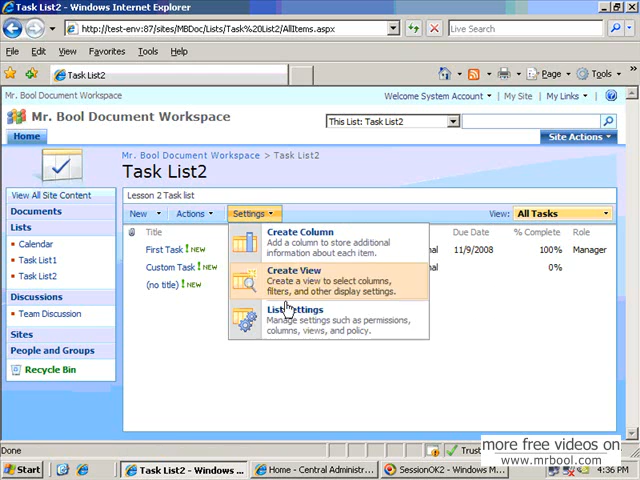 Task List2 - Windows Internet Explorer
http://test-env:87/sites/MBDoc/Lists/Task%20List2/AllItems.aspx
Live Search
File Edit View Favorites Tools Help
Task List2
Page Tools
Mr. Bool Document Workspace
Welcome System Account My Site My Links
Mr. Bool Document Workspace
This List: Task List2
Home
Site Actions
Mr. Bool Document Workspace > Task List2
Task List2
View All Site Content
Lesson 2 Task list
Documents
New Actions Settings View: All Tasks
Lists
Create Column
% Complete Role
Calendar
Add a column to store additional information about each item.
First Task ! NEW
11/9/2008 100% Manager
Task List1
Custom Task ! NEW
Create View
0%
Task List2
(no title) ! NEW
Create a view to select columns, filters, and other display settings.
Discussions
Team Discussion
List Settings
Manage settings such as permissions, columns, views, and policy.
Sites
People and Groups
Recycle Bin
Done
more free videos on
www.mrbool.com
Start
Task List2 - Windows ...
Home - Central Administr...
SessionOK2 - Windows M...
4:36 PM